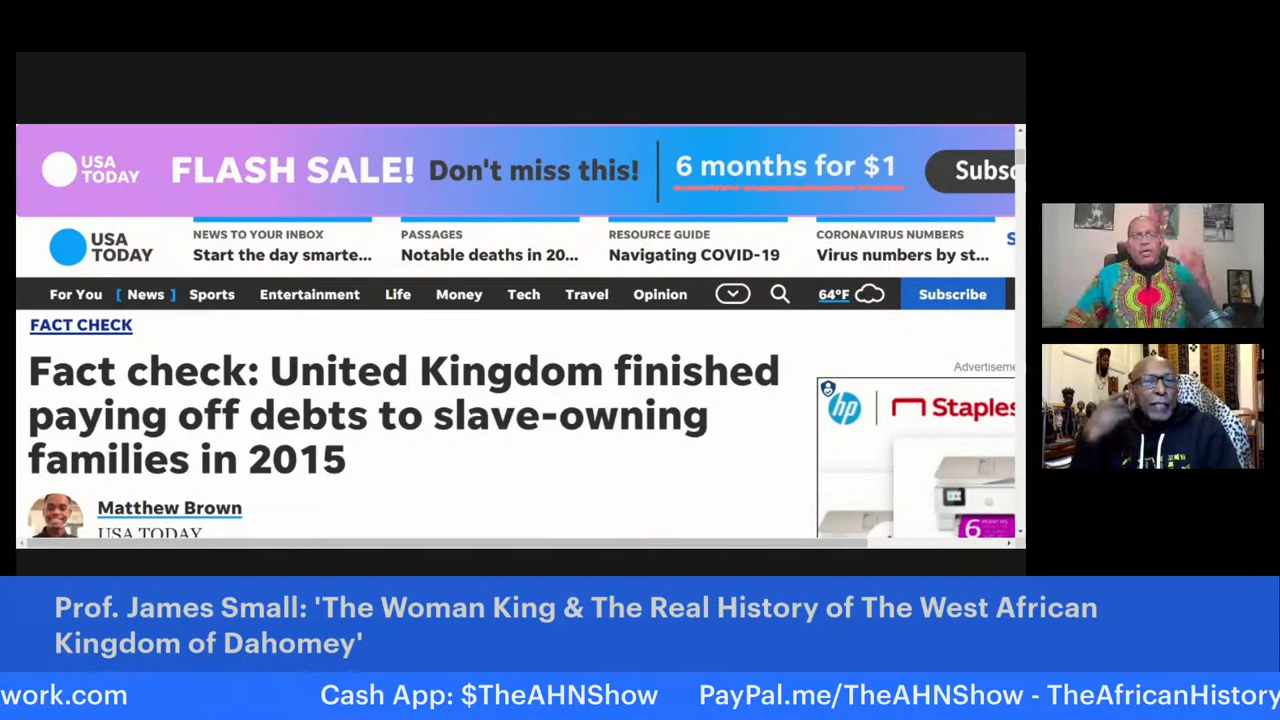 USA
TODAY
FLASH SALE!
Don't miss this!
6 months for $1
Subsc
USA
TODAY
NEWS TO YOUR INBOX
Start the day smarte...
PASSAGES
Notable deaths in 20...
RESOURCE GUIDE
Navigating COVID-19
CORONAVIRUS NUMBERS
Virus numbers by st...
S
For You [ News ] Sports Entertainment Life Money Tech Travel Opinion 64°F Subscribe
FACT CHECK
Fact check: United Kingdom finished
paying off debts to slave-owning
families in 2015
Matthew Brown
USA TODAY
Advertiseme
hp
Staples
6
Prof. James Small: 'The Woman King & The Real History of The West African
Kingdom of Dahomey'
work.com Cash App: $TheAHNShow PayPal.me/TheAHNShow - TheAfricanHistory